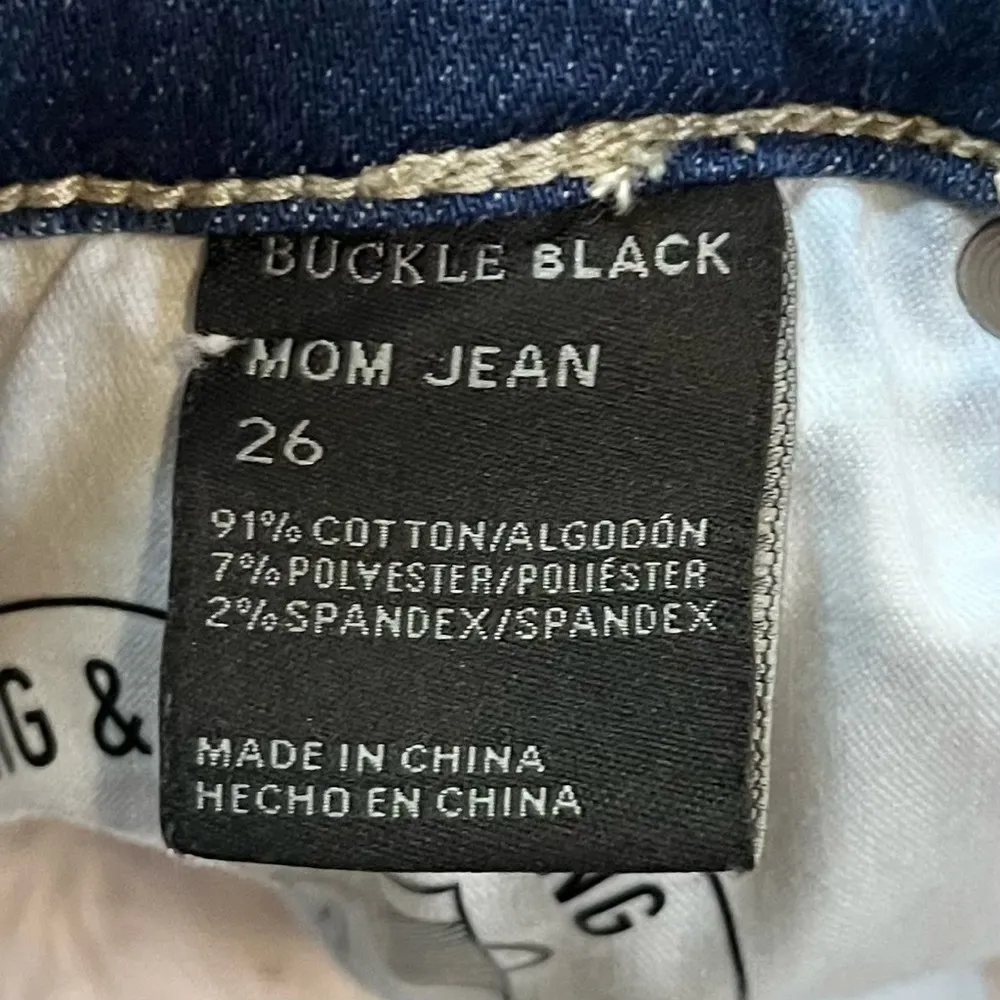 BUCKLE BLACK
MOM JEAN
26
91% COTTON/ALGODÓN
7% POLYESTER/POLIÉSTER
2% SPANDEX/SPANDEX
&
MADE IN CHINA
HECHO EN CHINA